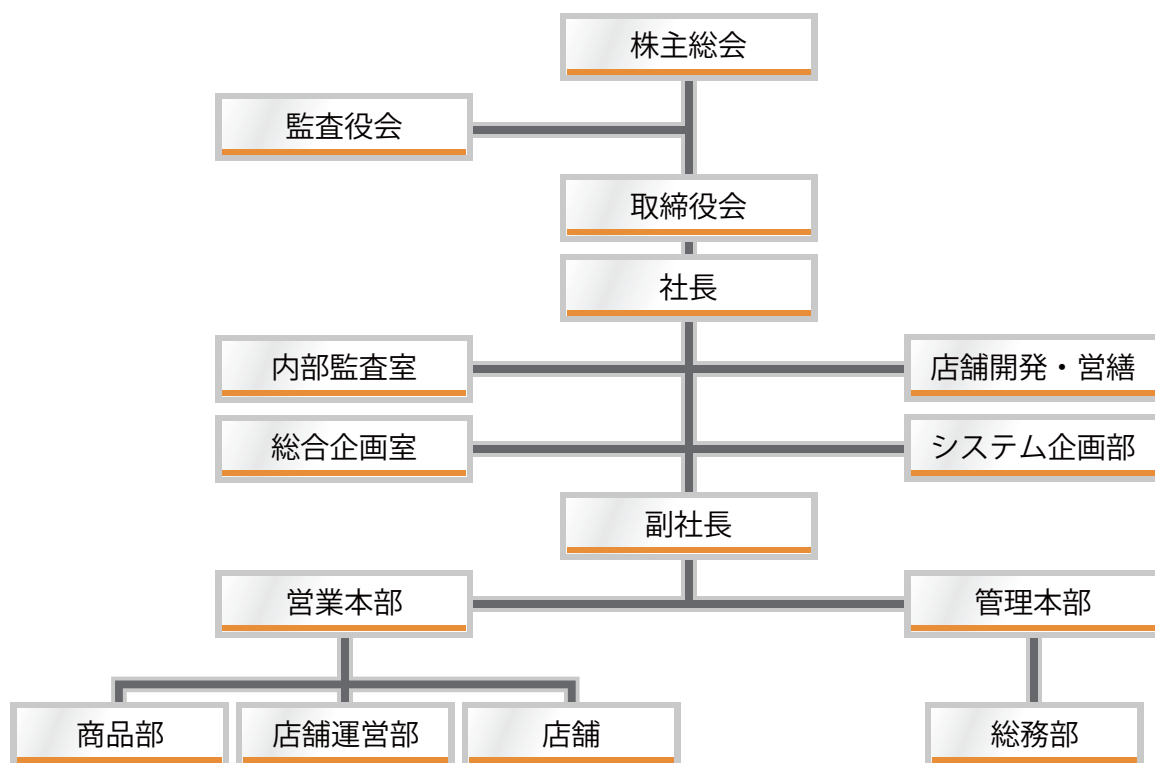 株主総会
監査役会
取締役会
社長
内部監査室
店舗開発・営繕
総合企画室
システム企画部
副社長
営業本部
管理本部
商品部
店舗運営部
店舗
総務部